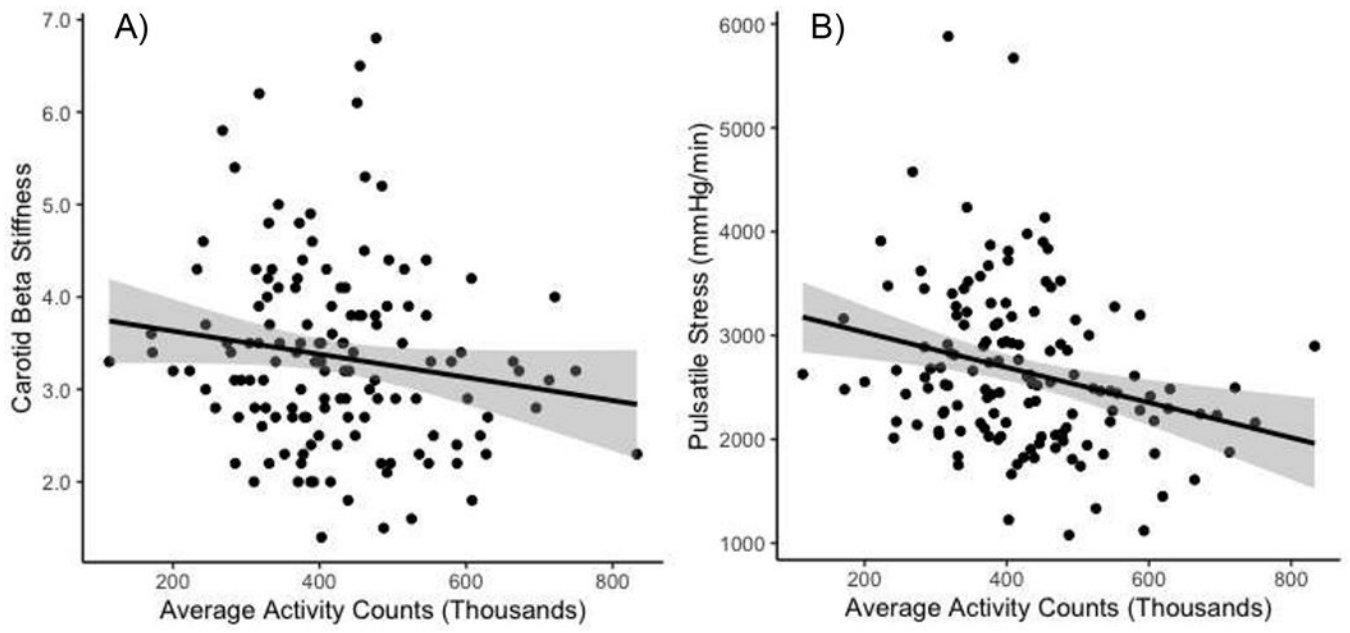 A)
Carotid Beta Stiffness
7.0
6.0
5.0
4.0
3.0
2.0
200 400 600 800
Average Activity Counts (Thousands)
B)
Pulsatile Stress (mmHg/min)
6000
5000
4000
3000
2000
1000
200 400 600 800
Average Activity Counts (Thousands)